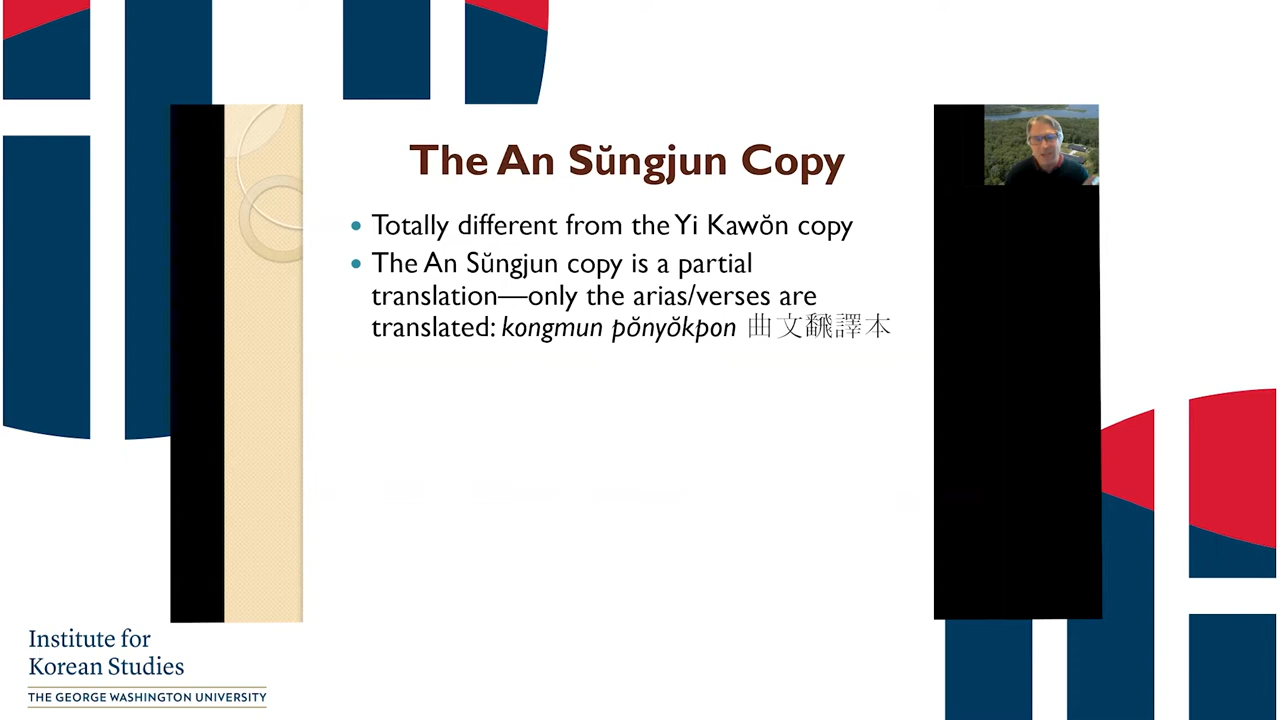 The An Sŭngjun Copy
• Totally different from the Yi Kawŏn copy
• The An Sŭngjun copy is a partial
translation—only the arias/verses are
translated: kongmun pŏnyŏkpon 曲文飜譯本
Institute for
Korean Studies
THE GEORGE WASHINGTON UNIVERSITY